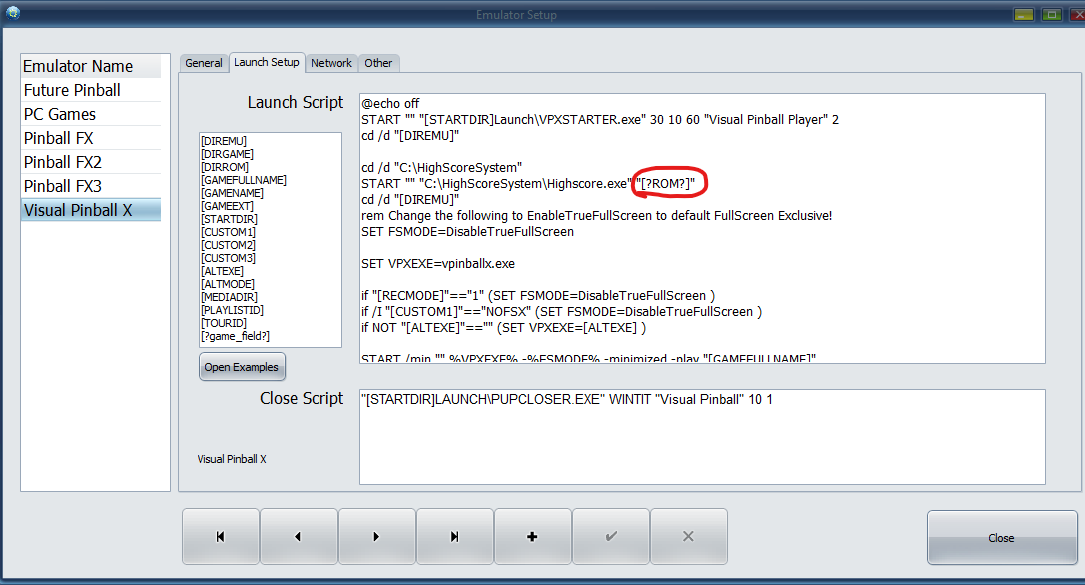 Emulator Setup
Emulator Name
Future Pinball
PC Games
Pinball FX
Pinball FX2
Pinball FX3
Visual Pinball X
General Launch Setup Network Other
Launch Script
[DIREMU]
[DIRGAME]
[DIRROM]
[GAMEFULLNAME]
[GAMENAME]
[GAMEEXT]
[STARTDIR]
[CUSTOM1]
[CUSTOM2]
[CUSTOM3]
[ALTEXE]
[ALTMODE]
[MEDIADIR]
[PLAYLISTID]
[TOURID]
[?game_field?]
Open Examples
@echo off
START "" "[STARTDIR]Launch\VPXSTARTER.exe" 30 10 60 "Visual Pinball Player" 2
cd /d "[DIREMU]"
cd /d "C:\HighScoreSystem"
START "" "C:\HighScoreSystem\Highscore.exe" "[?ROM?]"
cd /d "[DIREMU]"
rem Change the following to EnableTrueFullScreen to default FullScreen Exclusive!
SET FSMODE=DisableTrueFullScreen
SET VPXEXE=vpinballx.exe
if "[RECMODE]"=="1" (SET FSMODE=DisableTrueFullScreen )
if /I "[CUSTOM1]"=="NOFSX" (SET FSMODE=DisableTrueFullScreen )
if NOT "[ALTEXE]"=="" (SET VPXEXE=[ALTEXE] )
START /min "" %VPXEXE% -%FSMODE% -minimized -play "[GAMEFULLNAME]"
Close Script
"[STARTDIR]LAUNCH\PUPCLOSER.EXE" WINTIT "Visual Pinball" 10 1
Visual Pinball X
Close